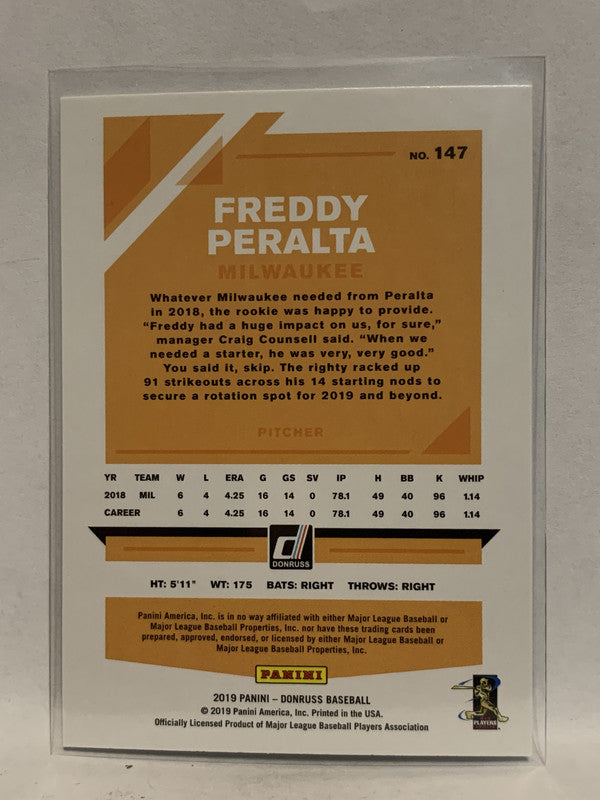 NO. 147
FREDDY
PERALTA
MILWAUKEE
Whatever Milwaukee needed from Peralta
in 2018, the rookie was happy to provide.
“Freddy had a huge impact on us, for sure,”
manager Craig Counsell said. “When we
needed a starter, he was very, very good.”
You said it, skip. The righty racked up
91 strikeouts across his 14 starting nods to
secure a rotation spot for 2019 and beyond.
PITCHER
YR TEAM W L ERA G GS SV IP H BB K WHIP
2018 MIL 6 4 4.25 16 14 0 78.1 49 40 96 1.14
CAREER 6 4 4.25 16 14 0 78.1 49 40 96 1.14
DONRUSS
HT: 5'11" WT: 175 BATS: RIGHT THROWS: RIGHT
Panini America, Inc. is in no way affiliated with either Major League Baseball or
Major League Baseball Properties, Inc. nor have these trading cards been
prepared, approved, endorsed, or licensed by either Major League Baseball or
Major League Baseball Properties, Inc.
PANINI
2019 PANINI – DONRUSS BASEBALL
© 2019 Panini America, Inc. Printed in the USA.
Officially Licensed Product of Major League Baseball Players Association
PLAYERS